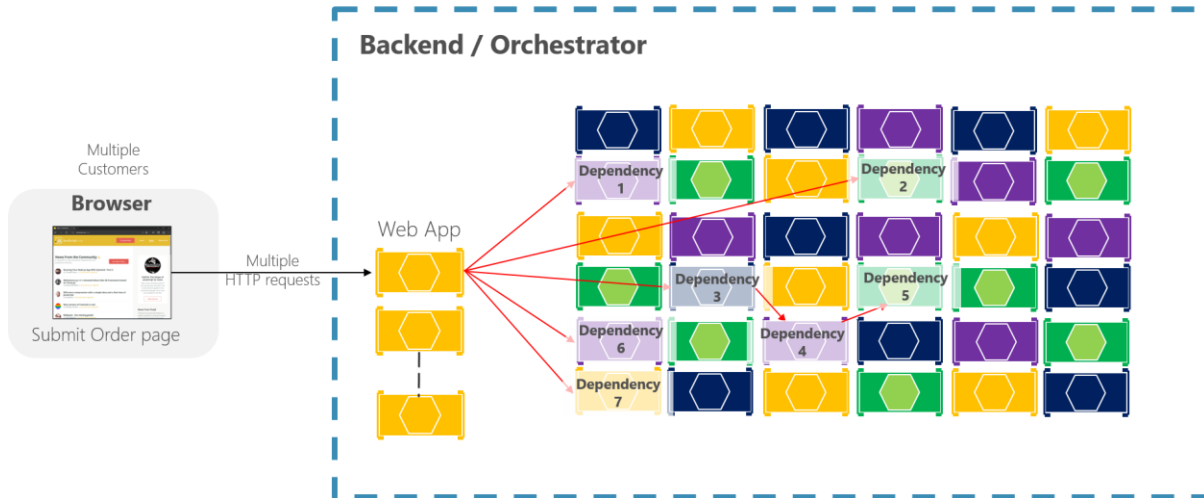 Backend / Orchestrator
Multiple
Customers
Browser
Submit Order page
Multiple
HTTP requests
Web App
Dependency
1
Dependency
2
Dependency
3
Dependency
5
Dependency
6
Dependency
4
Dependency
7